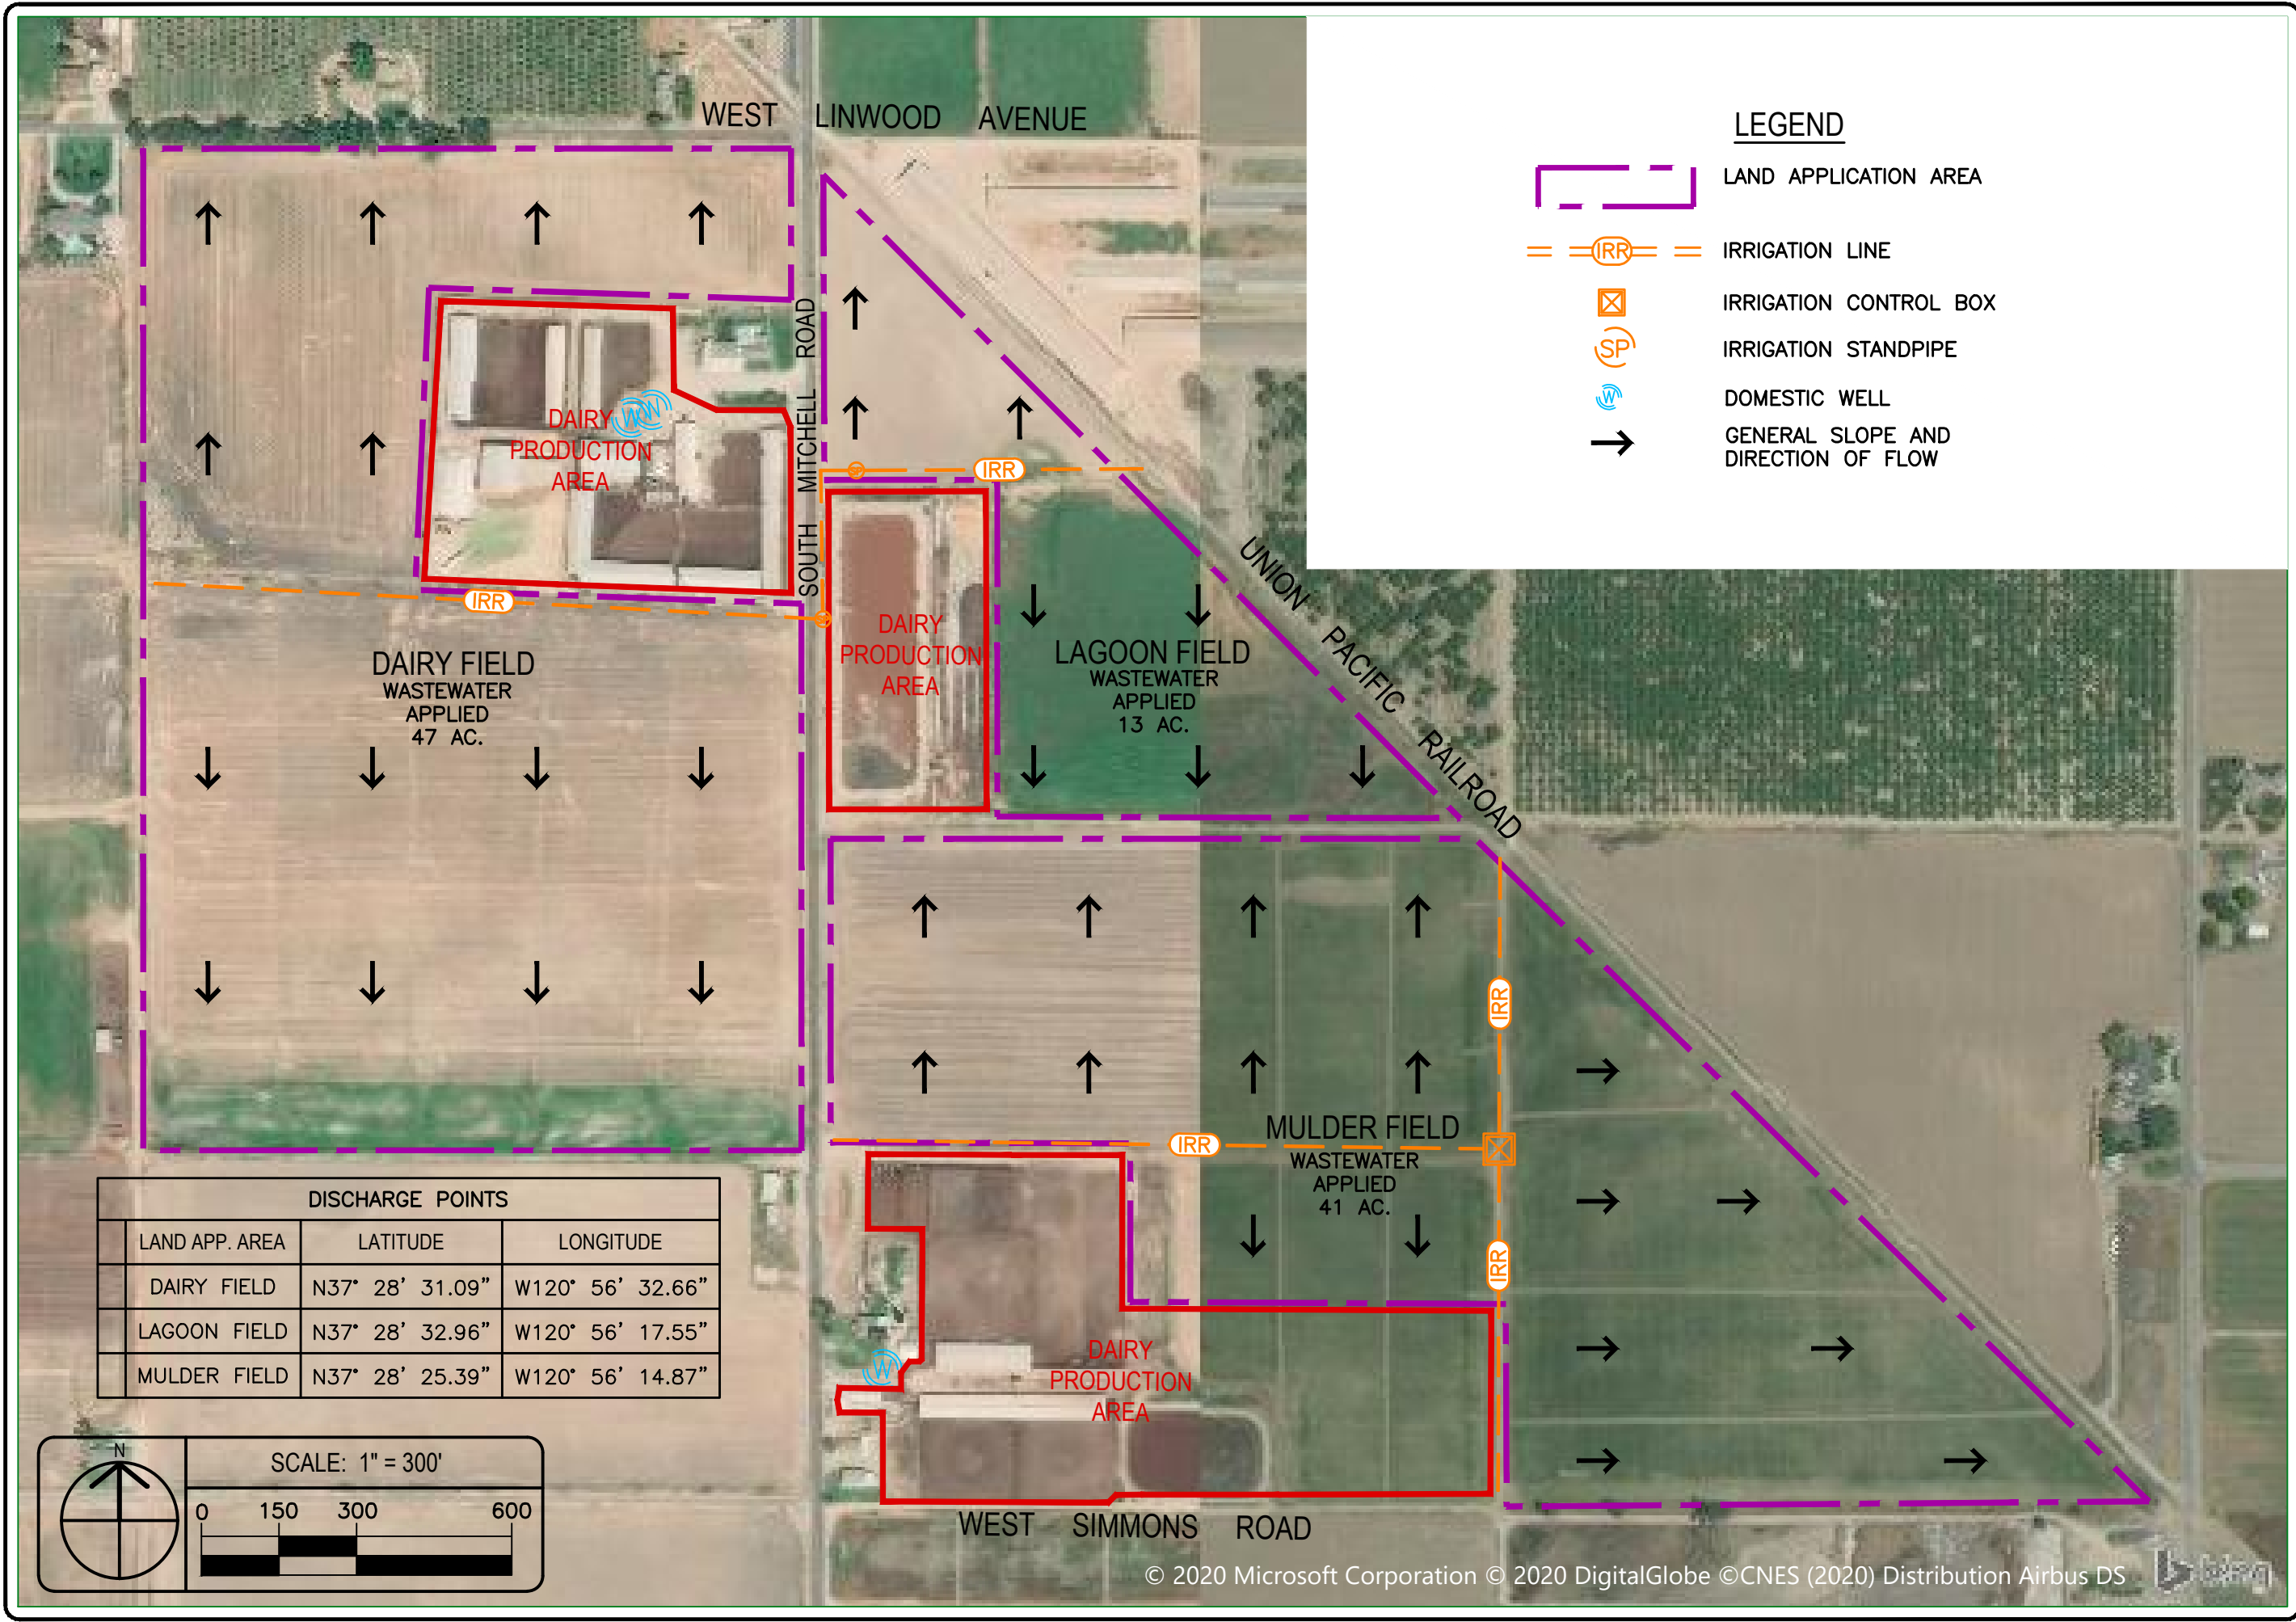 WEST LINWOOD AVENUE
LEGEND
LAND APPLICATION AREA
IRR
IRRIGATION LINE
IRRIGATION CONTROL BOX
SP
IRRIGATION STANDPIPE
W
DOMESTIC WELL
GENERAL SLOPE AND
DIRECTION OF FLOW
SOUTH MITCHELL ROAD
W W
DAIRY
PRODUCTION
AREA
SP
IRR
IRR
SP
UNION PACIFIC RAILROAD
DAIRY
PRODUCTION
AREA
LAGOON FIELD
WASTEWATER
APPLIED
13 AC.
DAIRY FIELD
WASTEWATER
APPLIED
47 AC.
IRR
MULDER FIELD
IRR
WASTEWATER
APPLIED
41 AC.
IRR
DISCHARGE POINTS
LAND APP. AREA LATITUDE LONGITUDE
DAIRY FIELD N37° 28' 31.09" W120° 56' 32.66"
LAGOON FIELD N37° 28' 32.96" W120° 56' 17.55"
MULDER FIELD N37° 28' 25.39" W120° 56' 14.87"
W
DAIRY
PRODUCTION
AREA
N
SCALE: 1" = 300'
0 150 300 600
WEST SIMMONS ROAD
© 2020 Microsoft Corporation © 2020 DigitalGlobe ©CNES (2020) Distribution Airbus DS
bing